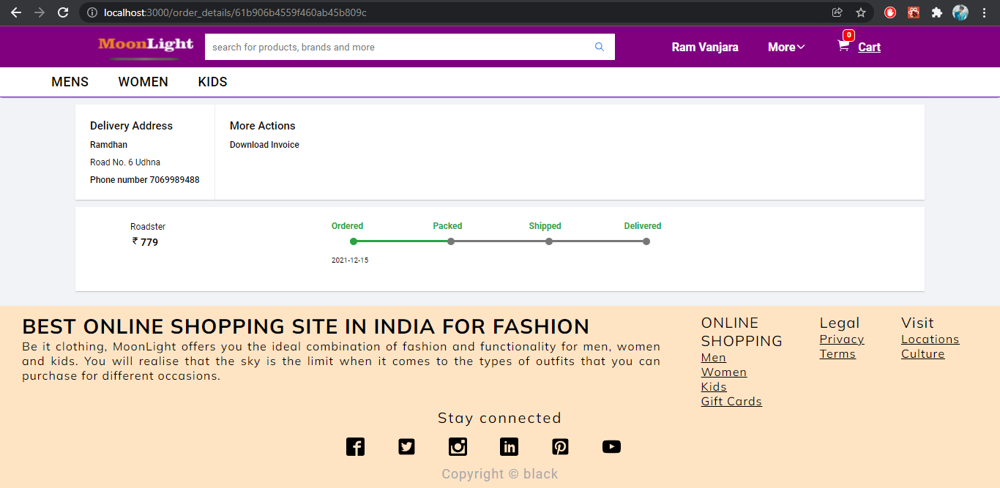 localhost:3000/order_details/61b906b4559f460ab45b809c
MoonLight
search for products, brands and more
Ram Vanjara
More
0
Cart
MENS WOMEN KIDS
Delivery Address
Ramdhan
Road No. 6 Udhna
Phone number 7069989488
More Actions
Download Invoice
Roadster
₹ 779
Ordered Packed Shipped Delivered
2021-12-15
BEST ONLINE SHOPPING SITE IN INDIA FOR FASHION
Be it clothing, MoonLight offers you the ideal combination of fashion and functionality for men, women
and kids. You will realise that the sky is the limit when it comes to the types of outfits that you can
purchase for different occasions.
ONLINE
SHOPPING
Men
Women
Kids
Gift Cards
Legal
Privacy
Terms
Visit
Locations
Culture
Stay connected
Copyright © black